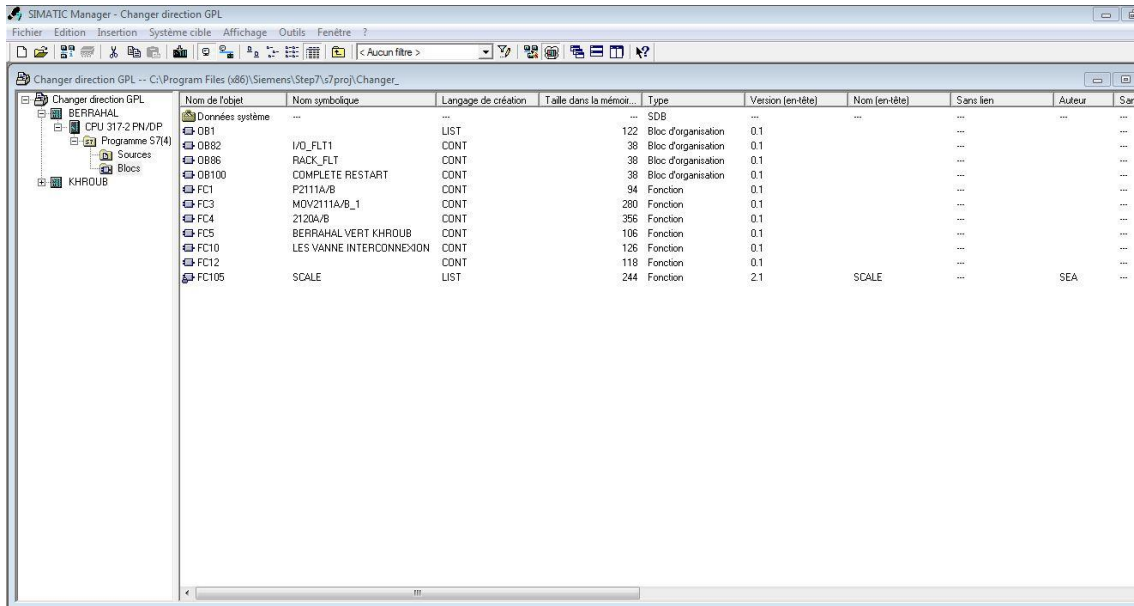 SIMATIC Manager - Changer direction GPL
Fichier Edition Insertion Système cible Affichage Outils Fenêtre ?
< Aucun filtre >
Changer direction GPL -- C:\Program Files (x86)\Siemens\Step7\s7proj\Changer_
Changer direction GPL
BERRAHAL
CPU 317-2 PN/DP
Programme S7(4)
Sources
Blocs
KHROUB
Nom de l'objet Nom symbolique Langage de création Taille dans la mémoir... Type Version (en-tête) Nom (en-tête) Sans lien Auteur Sar
Données système ... ... ... SDB ... ... ... ... ...
OB1 LIST 122 Bloc d'organisation 0.1 ... ...
OB82 I/O_FLT1 CONT 38 Bloc d'organisation 0.1 ... ...
OB86 RACK_FLT CONT 38 Bloc d'organisation 0.1 ... ...
OB100 COMPLETE RESTART CONT 38 Bloc d'organisation 0.1 ... ...
FC1 P2111A/B CONT 94 Fonction 0.1 ... ...
FC3 MOV2111A/B_1 CONT 280 Fonction 0.1 ... ...
FC4 2120A/B CONT 356 Fonction 0.1 ... ...
FC5 BERRAHAL VERT KHROUB CONT 106 Fonction 0.1 ... ...
FC10 LES VANNE INTERCONNEXION CONT 126 Fonction 0.1 ... ...
FC12 CONT 118 Fonction 0.1 ... ...
FC105 SCALE LIST 244 Fonction 2.1 SCALE ... SEA ...